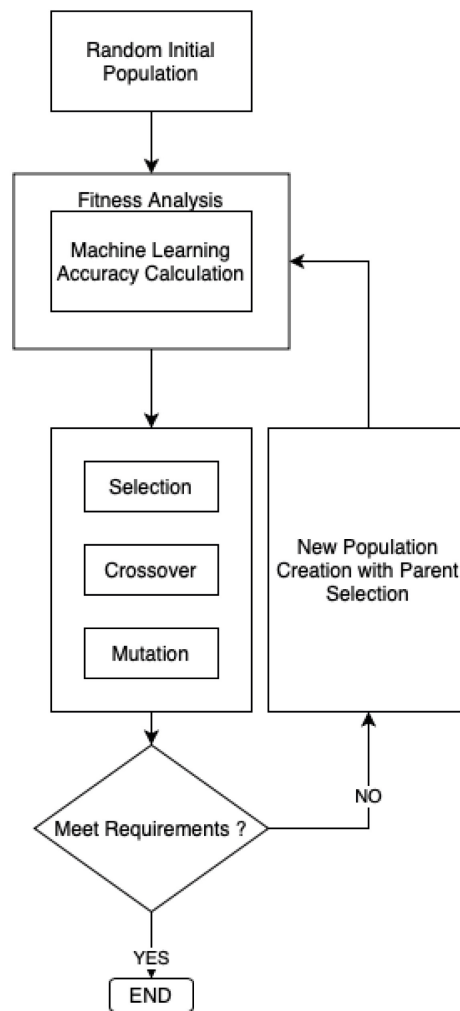 Random Initial
Population
Fitness Analysis
Machine Learning
Accuracy Calculation
Selection
Crossover
Mutation
New Population
Creation with Parent
Selection
Meet Requirements ?
NO
YES
END